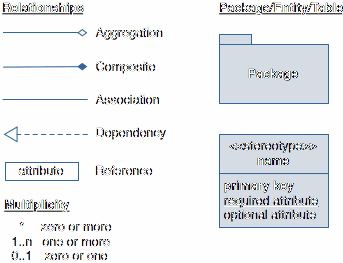 Relationships
Aggregation
Composite
Association
Dependency
attribute Reference
Multiplicity
* zero or more
1..n one or more
0..1 zero or one
Package/Entity/Table
Package
<<stereotype>>
name
primary key
required attribute
optional attribute